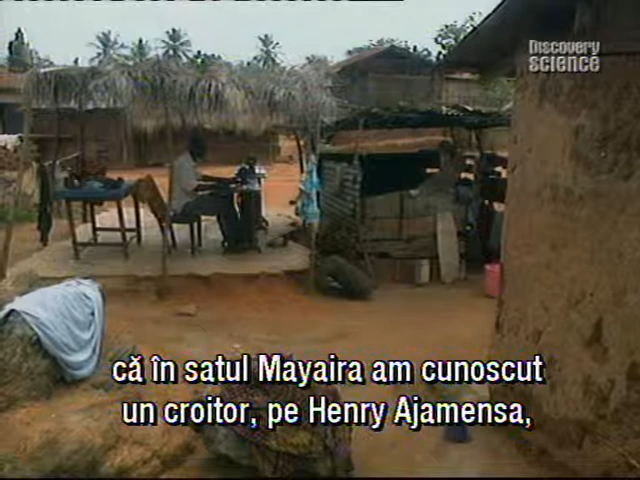 Discovery
SCIENCE
că în satul Mayaira am cunoscut
un croitor, pe Henry Ajamensa,